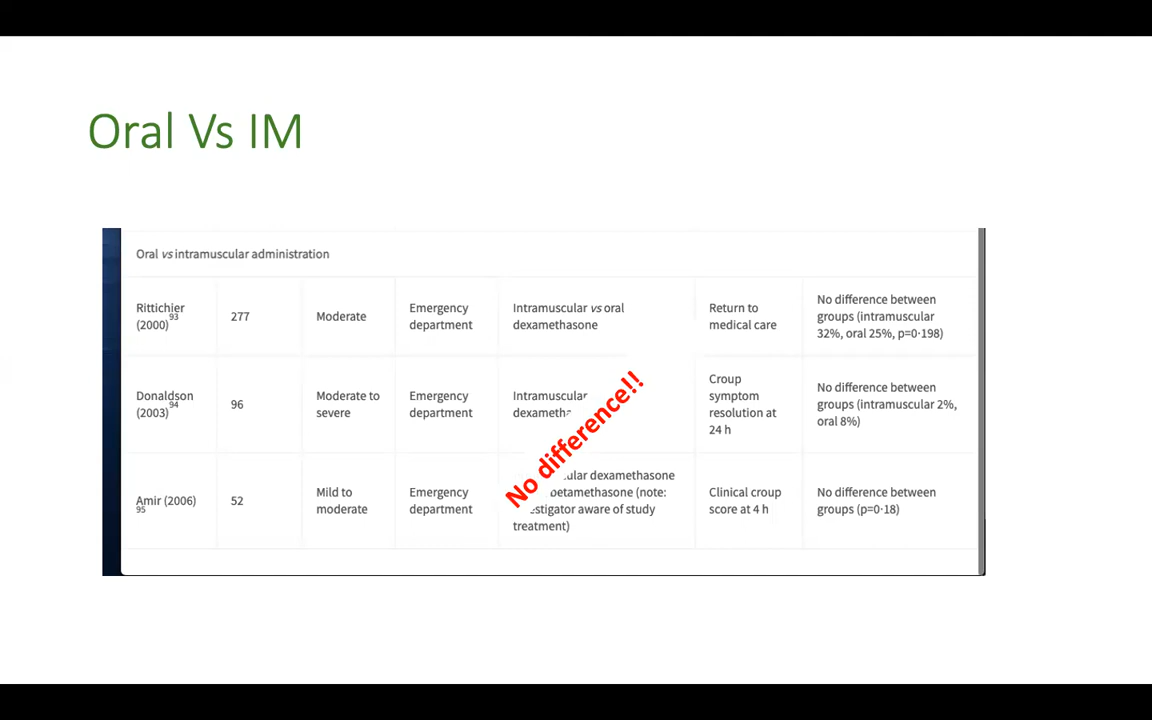 Oral Vs IM
Oral vs intramuscular administration
Rittichier
(2000)93
277
Moderate
Emergency
department
Intramuscular vs oral
dexamethasone
Return to
medical care
No difference between
groups (intramuscular
32%, oral 25%, p=0·198)
Donaldson
(2003)94
96
Moderate to
severe
Emergency
department
Intramuscular
Croup
symptom
resolution at
24 h
No difference between
groups (intramuscular 2%,
oral 8%)
Amir (2006)
95
52
Mild to
moderate
Emergency
department
dexamethasone
betamethasone (note:
aware of study
treatment)
Clinical croup
score at 4 h
No difference between
groups (p=0·18)
No difference!!